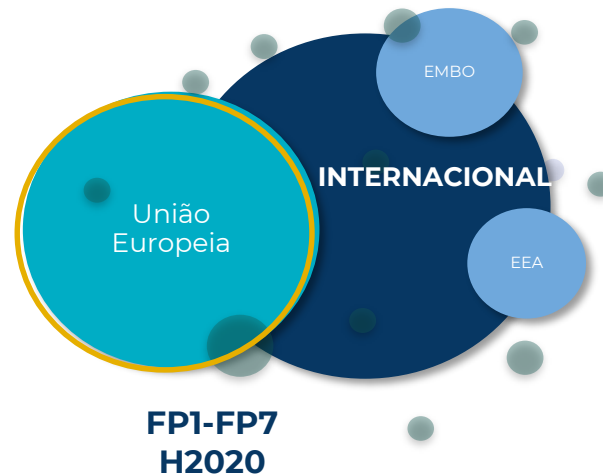 EMBO
INTERNACIONAL
União
Europeia
EEA
FP1-FP7
H2020